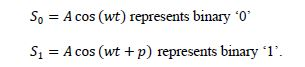 S₀ = A cos (wt) represents binary ‘0’
S₁ = A cos (wt + p) represents binary ‘1’.